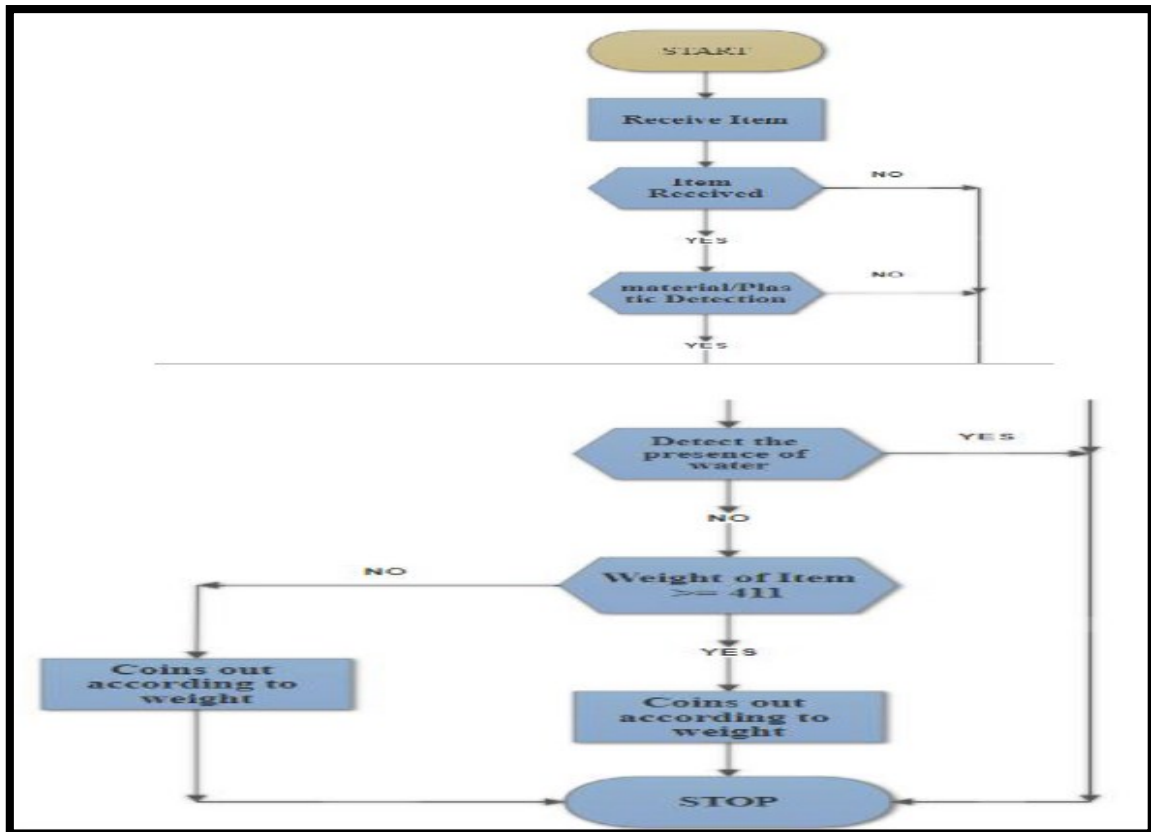 START
Receive Item
Item
Received
NO
YES
material/Plas
tic Detection
NO
YES
Detect the
presence of
water
YES
NO
Weight of Item
>= 411
NO
YES
Coins out
according to
weight
Coins out
according to
weight
STOP